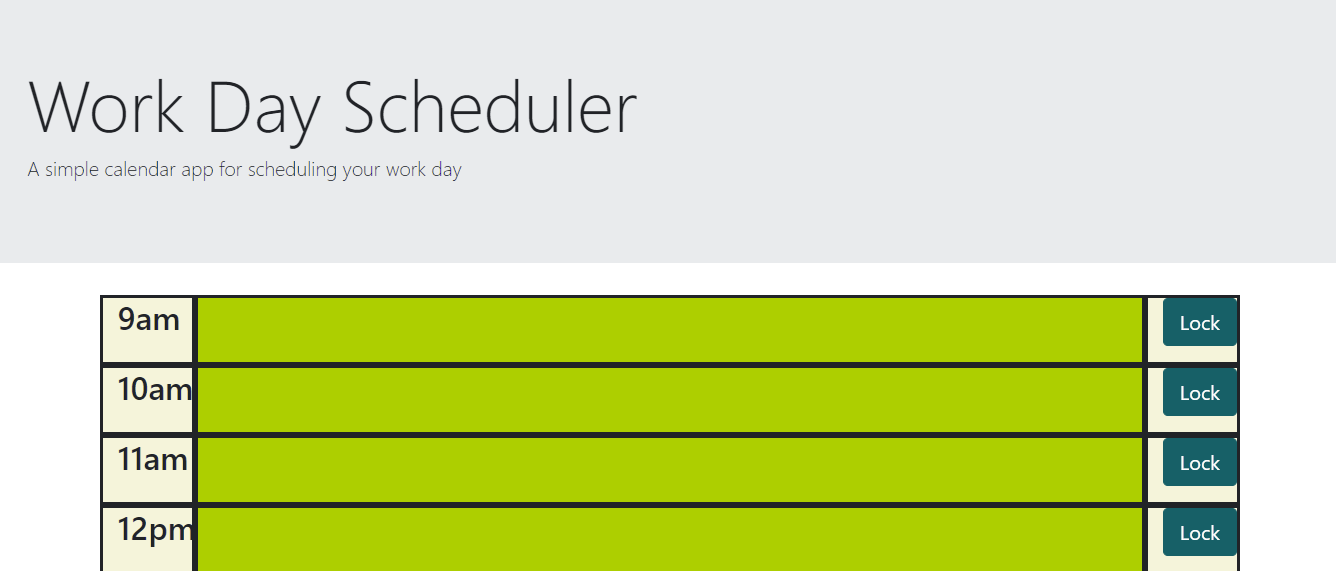 Work Day Scheduler
A simple calendar app for scheduling your work day
9am
Lock
10am
Lock
11am
Lock
12pm
Lock